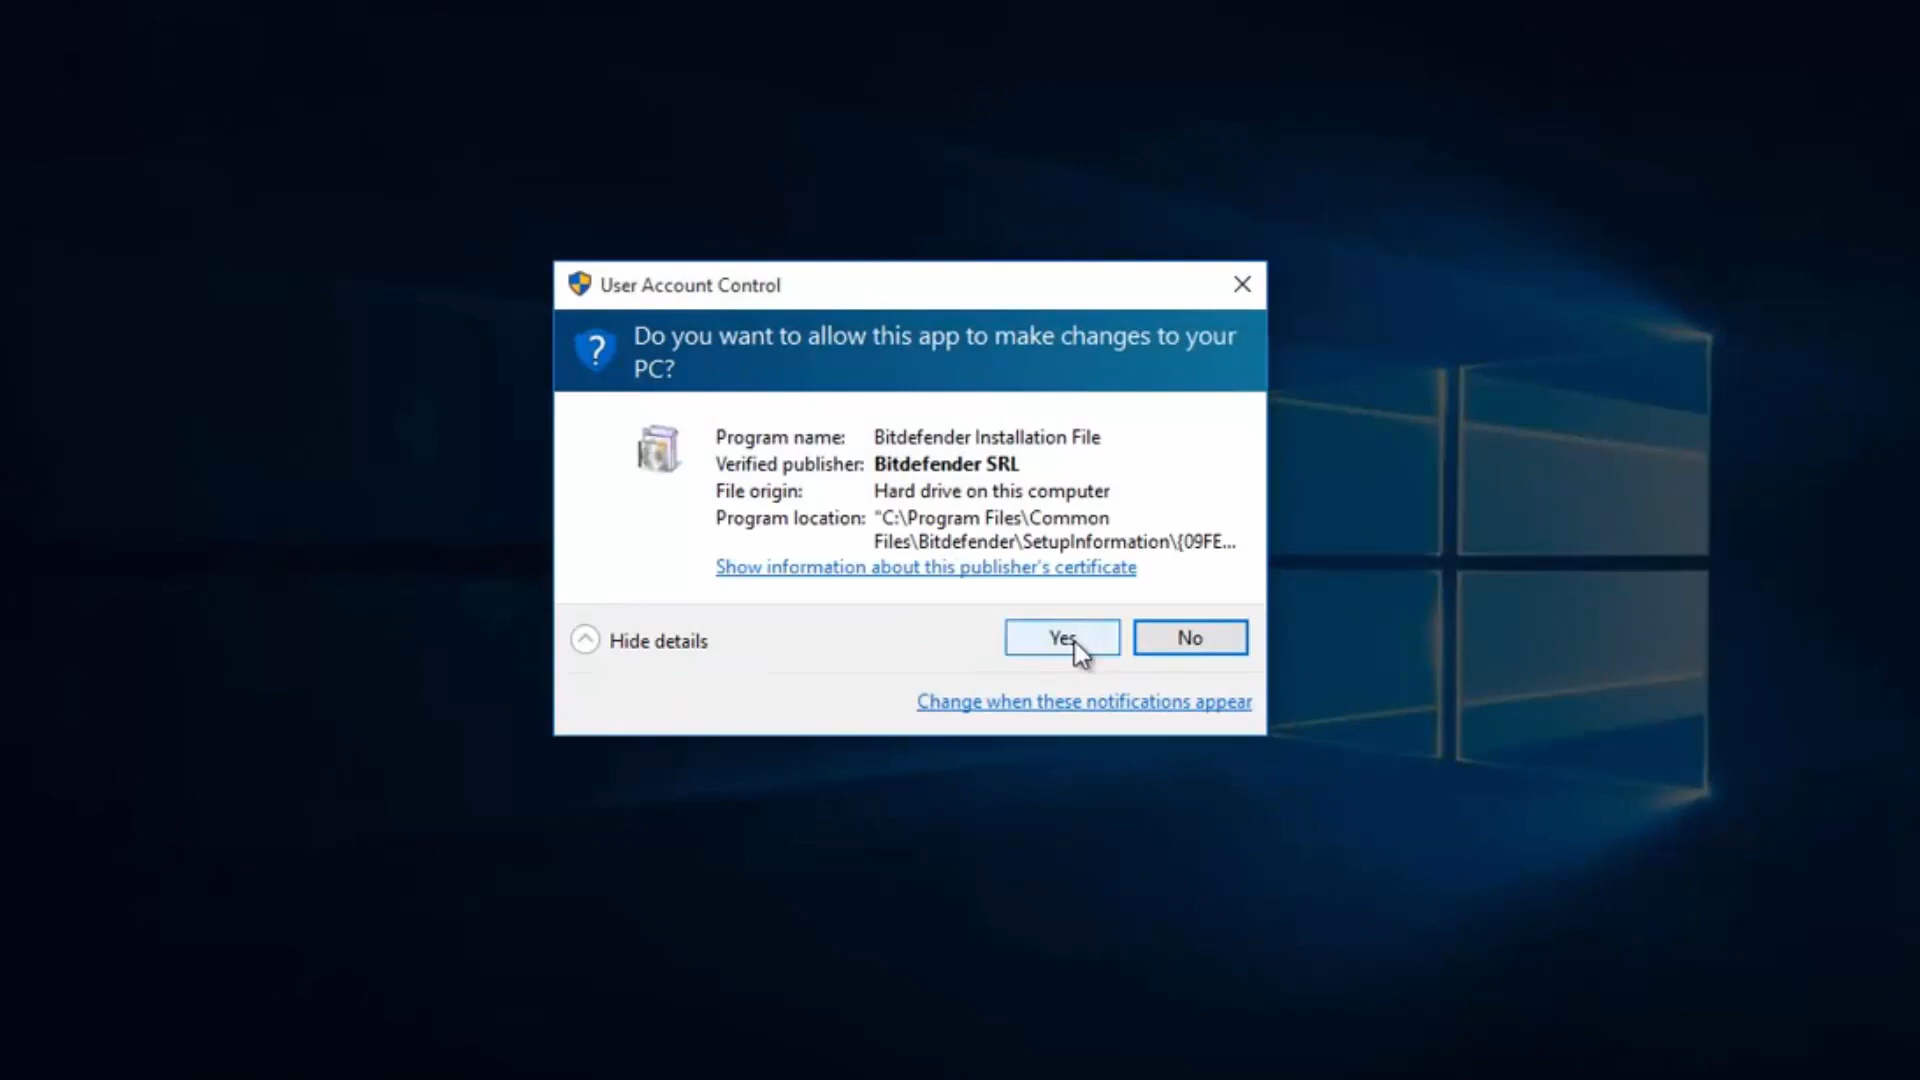 User Account Control
?
Do you want to allow this app to make changes to your
PC?
Program name: Bitdefender Installation File
Verified publisher: Bitdefender SRL
File origin: Hard drive on this computer
Program location: "C:\Program Files\Common
Files\Bitdefender\SetupInformation\{09FE...
Show information about this publisher's certificate
Hide details
Yes
No
Change when these notifications appear